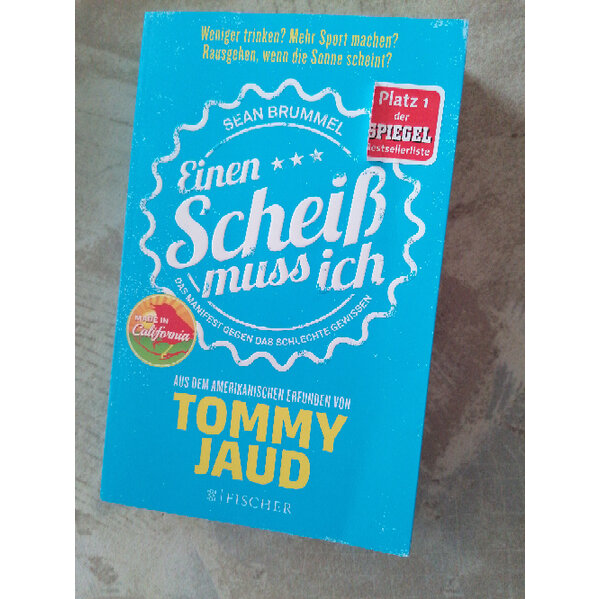 Weniger trinken? Mehr Sport machen?
Rausgehen, wenn die Sonne scheint?
Platz 1
der
SPIEGEL
Bestsellerliste
SEAN BRUMMEL
Einen
Scheiß
muss ich
DAS MANIFEST GEGEN DAS SCHLECHTE GEWISSEN
MADE IN
California
AUS DEM AMERIKANISCHEN ERFUNDEN VON
TOMMY
JAUD
FISCHER